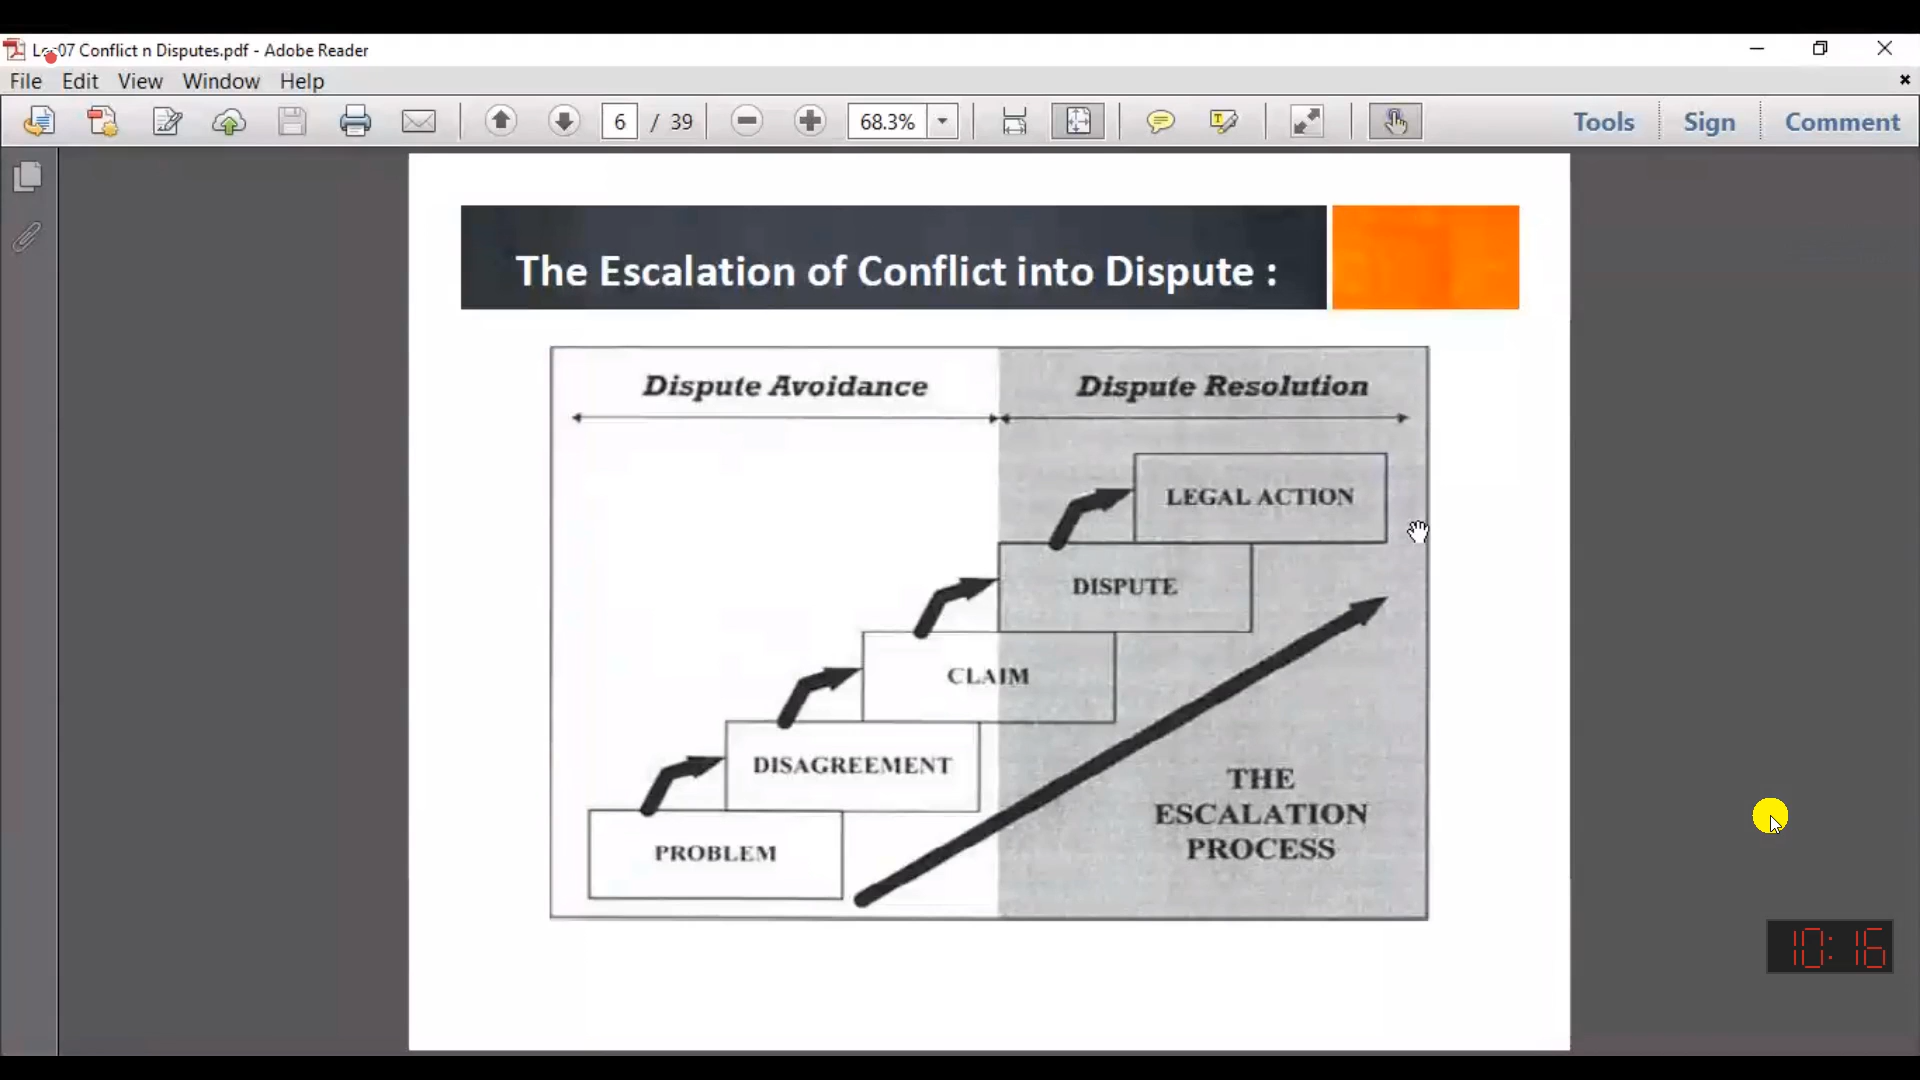 Lec07 Conflict n Disputes.pdf - Adobe Reader
File Edit View Window Help
6 / 39 68.3% Tools Sign Comment
The Escalation of Conflict into Dispute :
Dispute Avoidance Dispute Resolution
LEGAL ACTION
DISPUTE
CLAIM
DISAGREEMENT
PROBLEM
THE
ESCALATION
PROCESS
10:16